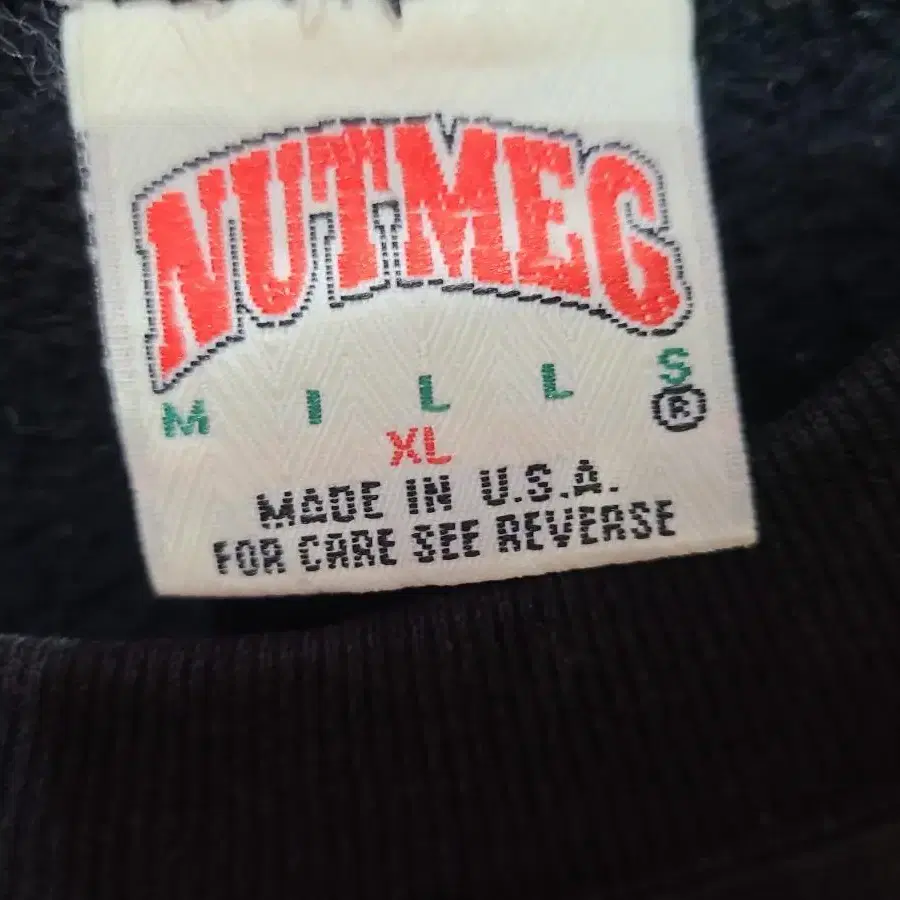 NUTMEG
MILLS®
XL
MADE IN U.S.A.
FOR CARE SEE REVERSE